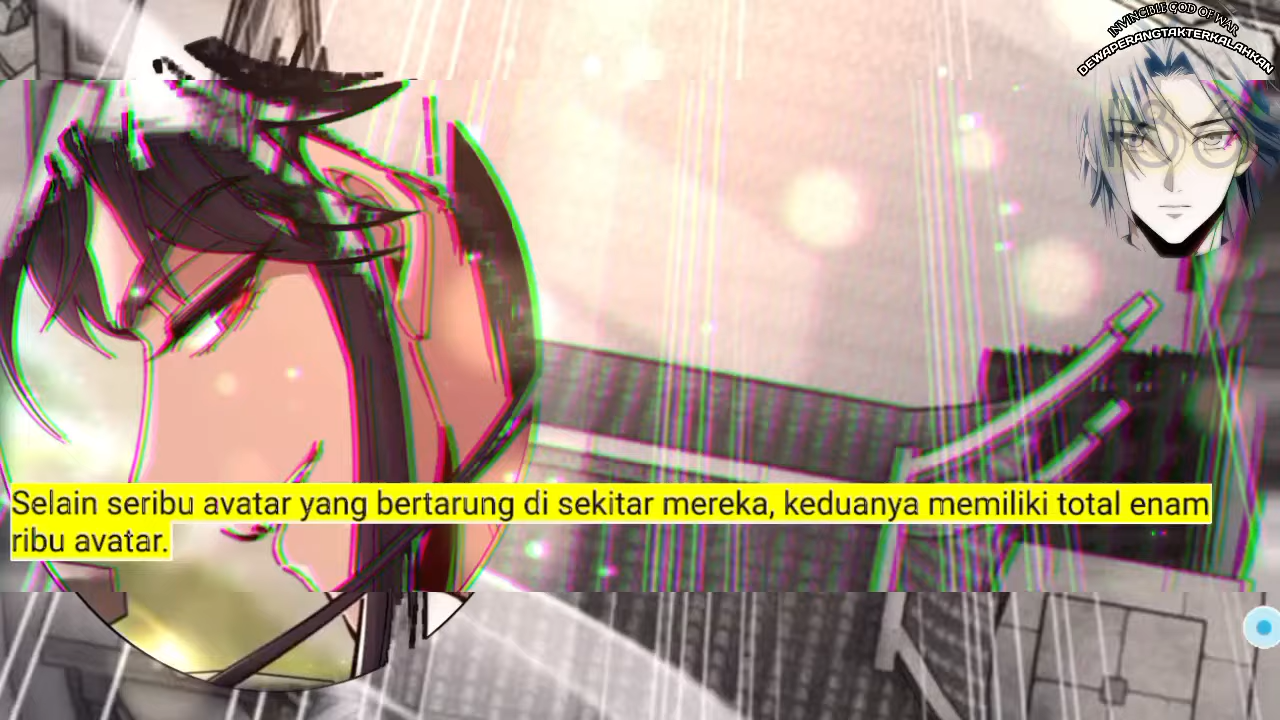 INVINCIBLE GOD OF WAR
DEWAPERANGTAKTERKALAHKAN
Selain seribu avatar yang bertarung di sekitar mereka, keduanya memiliki total enam
ribu avatar.